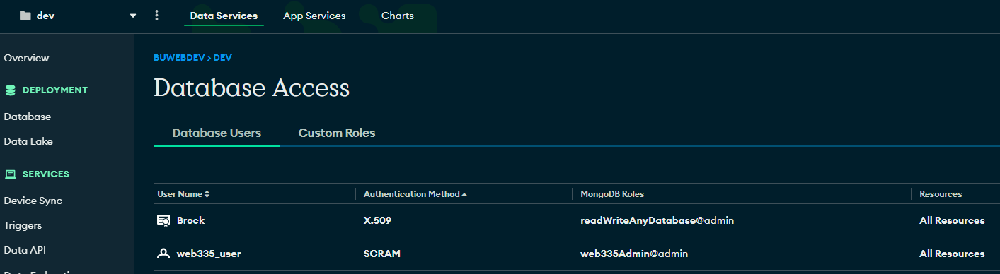 dev Data Services App Services Charts
Overview
DEPLOYMENT
Database
Data Lake
SERVICES
Device Sync
Triggers
Data API
BUWEBDEV > DEV
Database Access
Database Users Custom Roles
User Name Authentication Method MongoDB Roles Resources
Brock X.509 readWriteAnyDatabase@admin All Resources
web335_user SCRAM web335Admin@admin All Resources